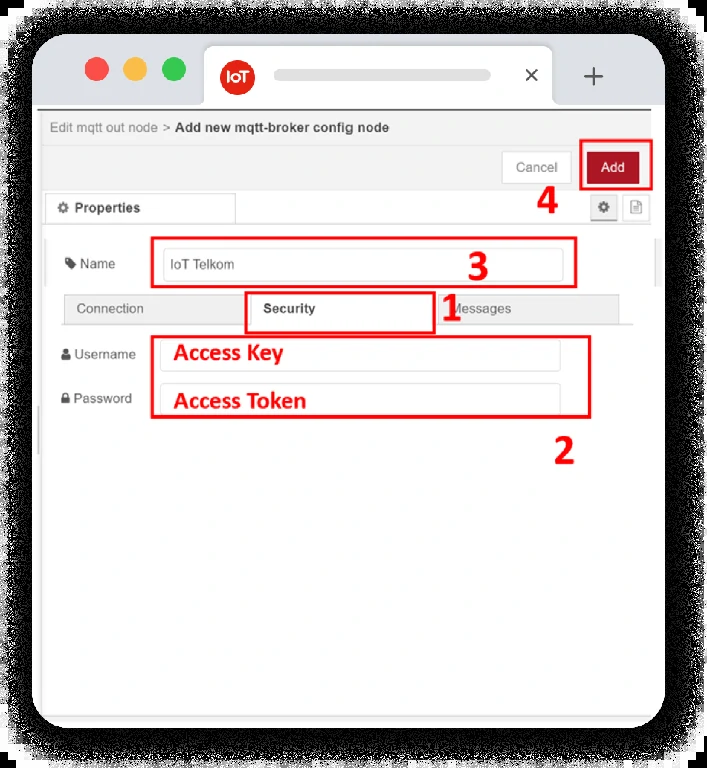 IoT
Edit mqtt out node > Add new mqtt-broker config node
Cancel
Add
4
Properties
Name
IoT Telkom
3
Connection
Security
1
Messages
Username
Access Key
Password
Access Token
2